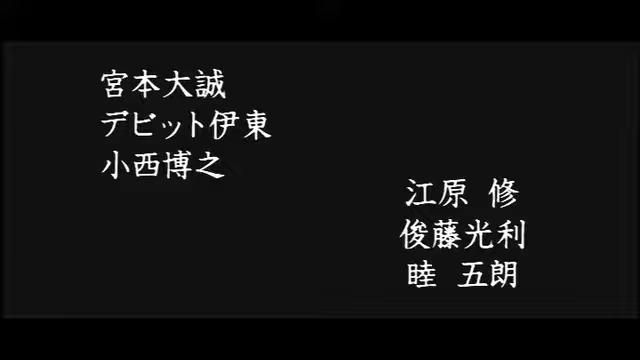 宮本大誠
デビット伊東
小西博之
江原 修
俊藤光利
睦 五朗